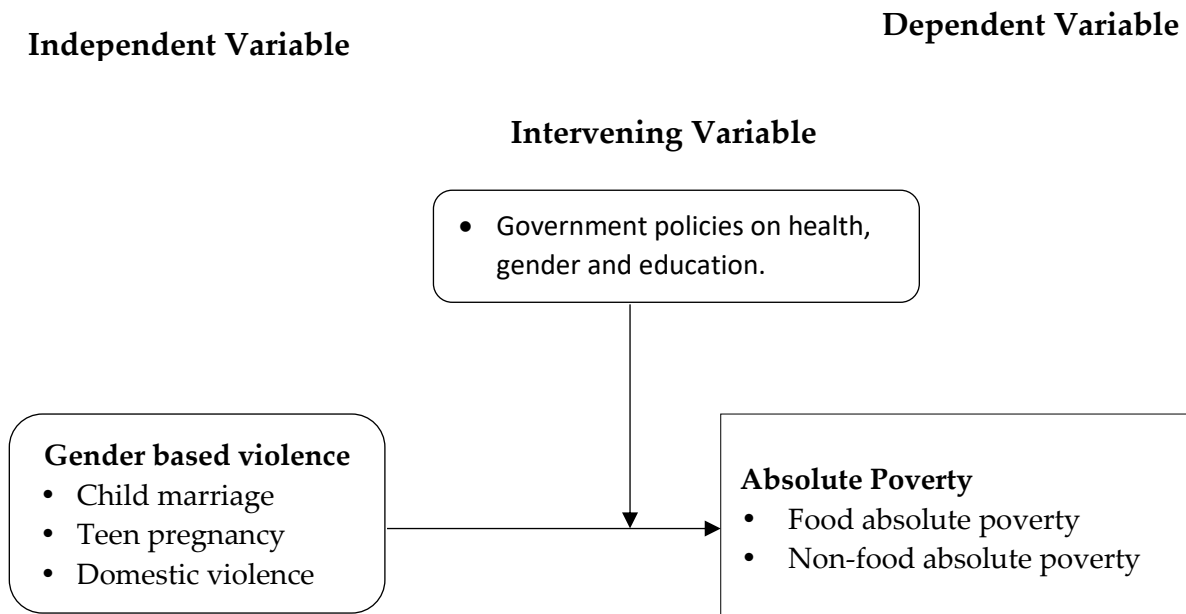 Independent Variable
Dependent Variable
Intervening Variable
• Government policies on health,
gender and education.
Gender based violence
• Child marriage
• Teen pregnancy
• Domestic violence
Absolute Poverty
• Food absolute poverty
• Non-food absolute poverty